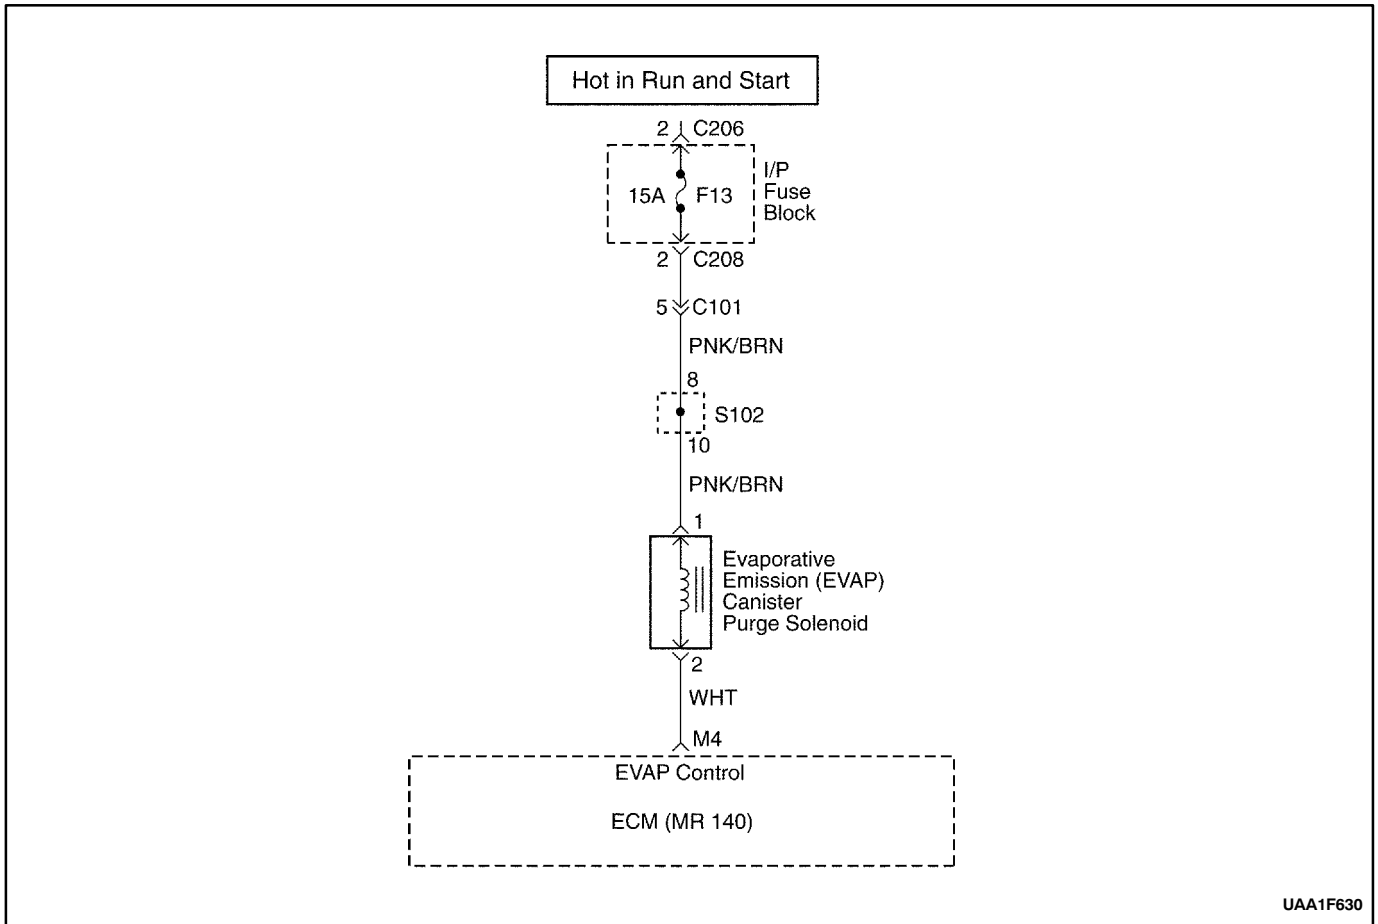 Hot in Run and Start
2 C206
I/P
Fuse
Block
15A F13
2 C208
5 C101
PNK/BRN
8
S102
10
PNK/BRN
1
Evaporative
Emission (EVAP)
Canister
Purge Solenoid
2
WHT
M4
EVAP Control
ECM (MR 140)
UAA1F630